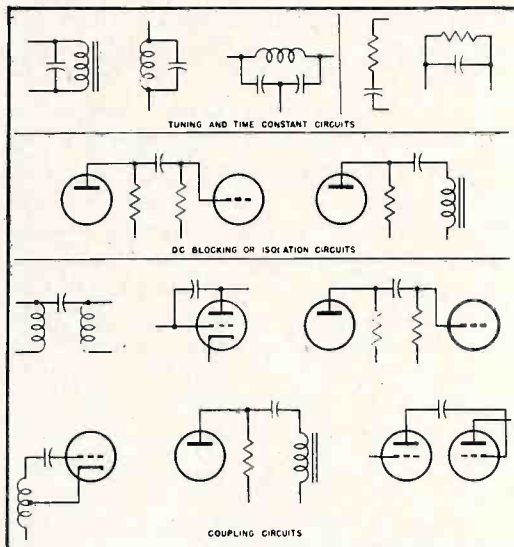 TUNING AND TIME CONSTANT CIRCUITS
DC BLOCKING OR ISOLATION CIRCUITS
COUPLING CIRCUITS